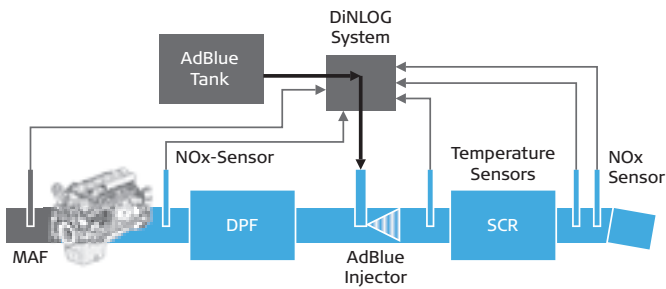 DiNLOG
System
AdBlue
Tank
NOx-Sensor
Temperature
Sensors
NOx
Sensor
DPF
SCR
MAF
AdBlue
Injector